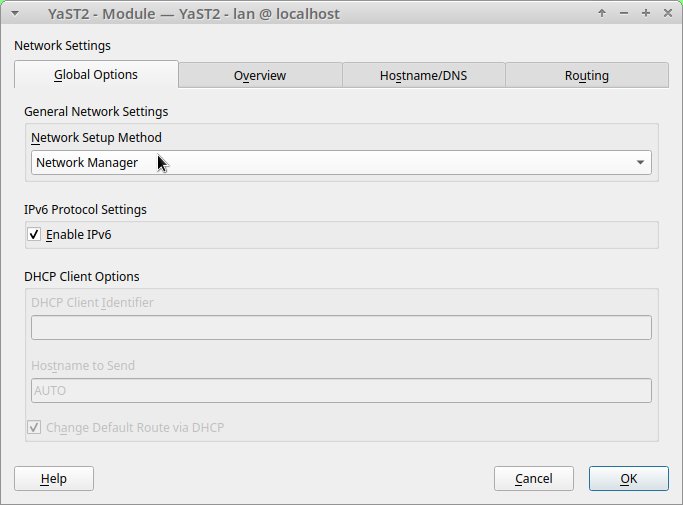 YaST2 - Module — YaST2 - lan @ localhost
Network Settings
Global Options
Overview
Hostname/DNS
Routing
General Network Settings
Network Setup Method
Network Manager
IPv6 Protocol Settings
Enable IPv6
DHCP Client Options
DHCP Client Identifier
Hostname to Send
AUTO
Change Default Route via DHCP
Help
Cancel
OK